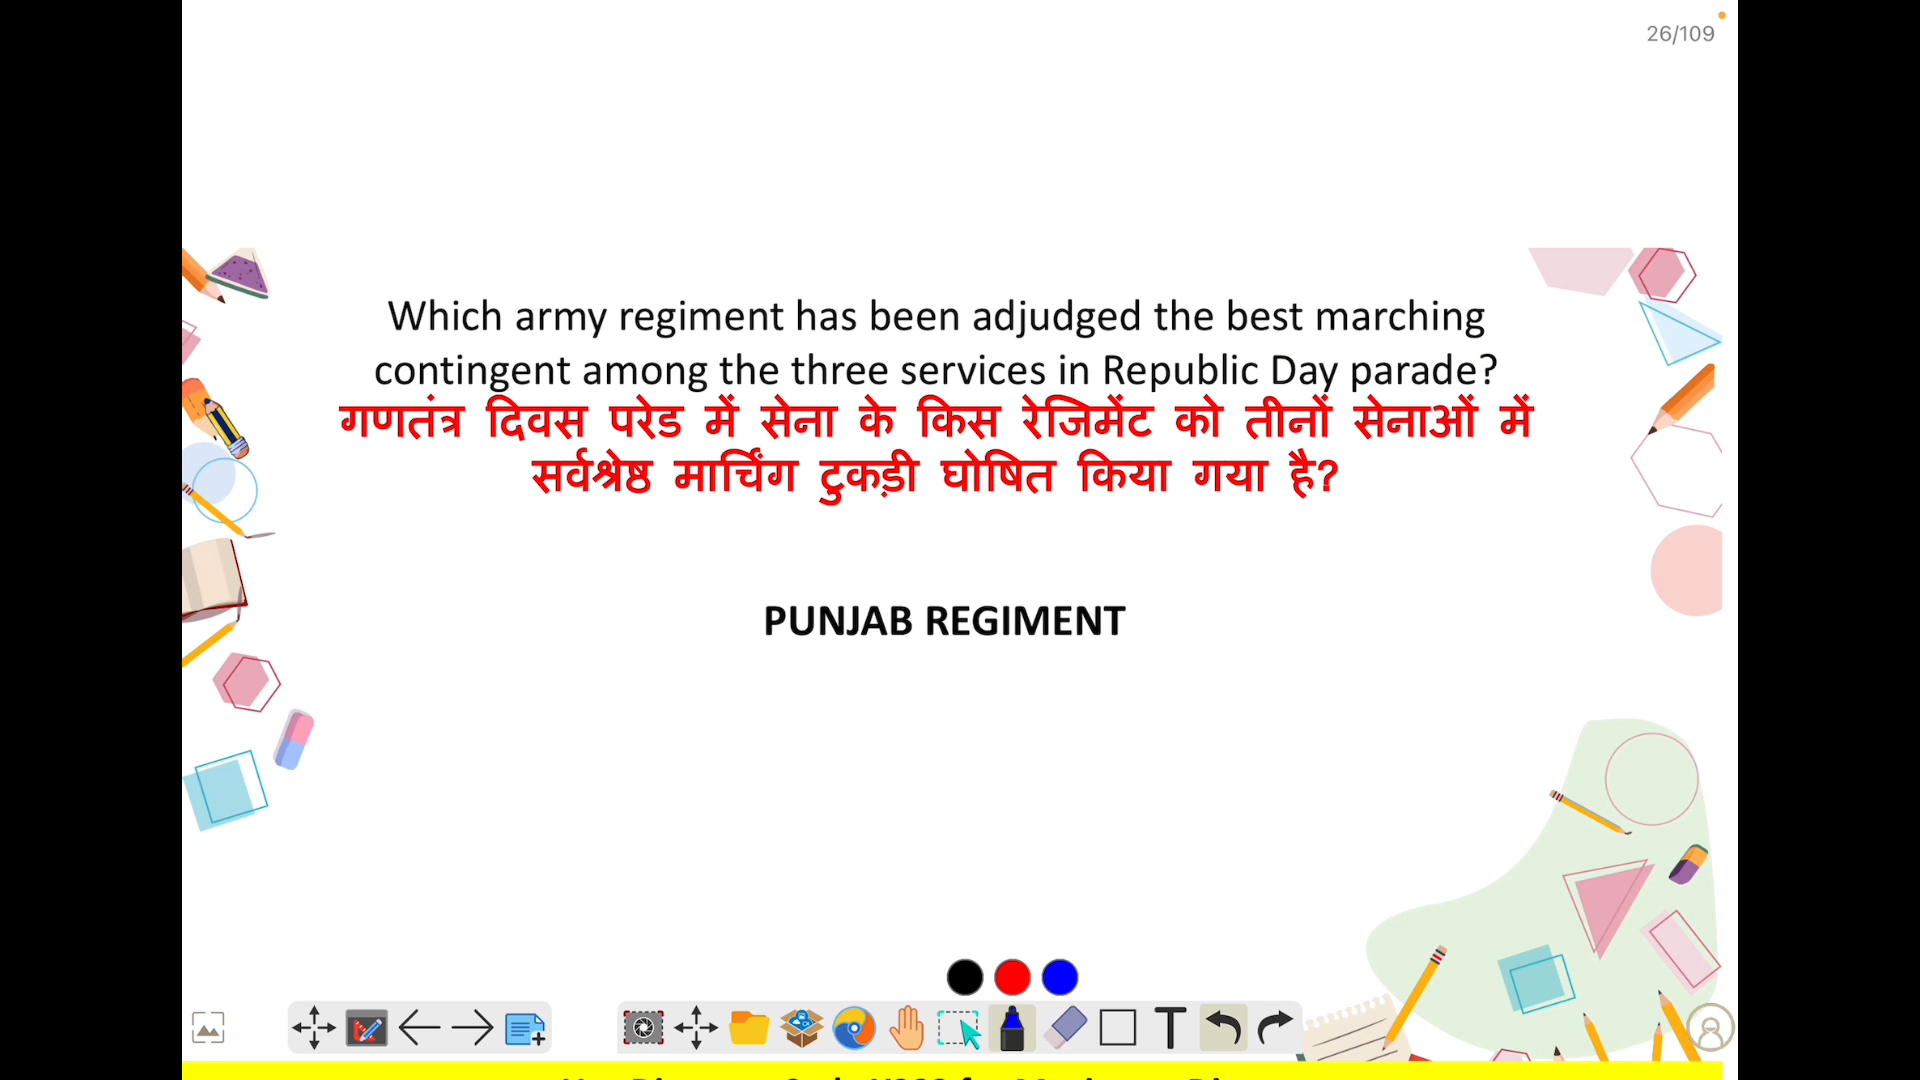 26/109
Which army regiment has been adjudged the best marching
contingent among the three services in Republic Day parade?
गणतंत्र दिवस परेड में सेना के किस रेजिमेंट को तीनों सेनाओं में
सर्वश्रेष्ठ मार्चिंग टुकड़ी घोषित किया गया है?
PUNJAB REGIMENT
T